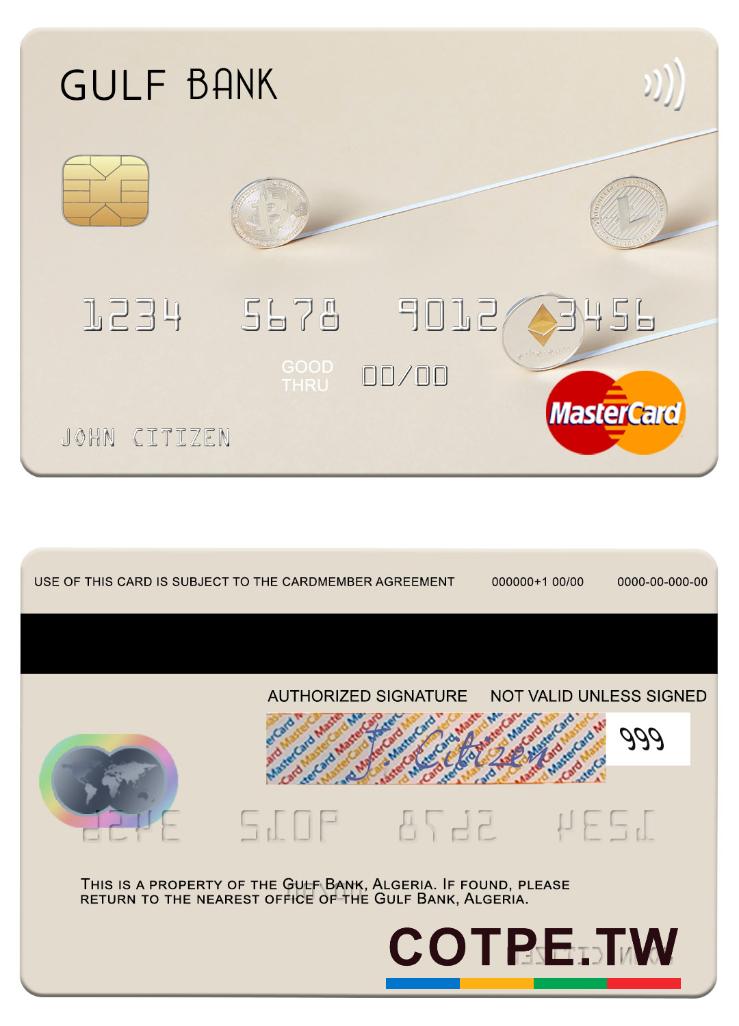 GULF BANK
1234 5678 9012 3456
GOOD
THRU 00/00
JOHN CITIZEN
MasterCard
USE OF THIS CARD IS SUBJECT TO THE CARDMEMBER AGREEMENT 000000+1 00/00 0000-00-000-00
AUTHORIZED SIGNATURE NOT VALID UNLESS SIGNED
J. Citizen 999
THIS IS A PROPERTY OF THE GULF BANK, ALGERIA. IF FOUND, PLEASE
RETURN TO THE NEAREST OFFICE OF THE GULF BANK, ALGERIA.
COTPE.TW